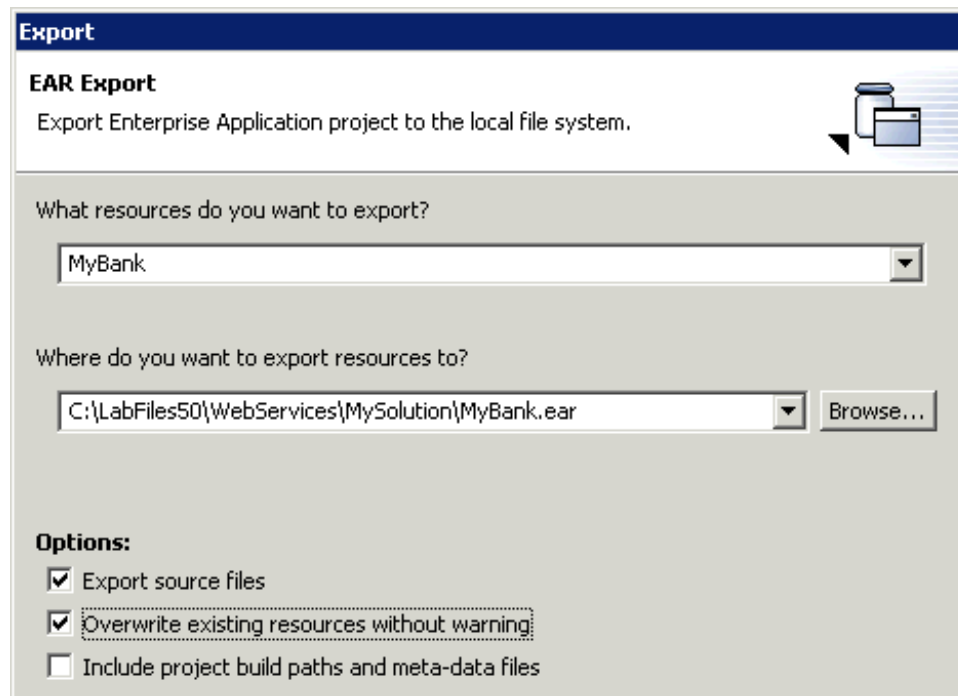 Export
EAR Export
Export Enterprise Application project to the local file system.
What resources do you want to export?
MyBank
Where do you want to export resources to?
C:\LabFiles50\WebServices\MySolution\MyBank.ear
Browse...
Options:
Export source files
Overwrite existing resources without warning
Include project build paths and meta-data files